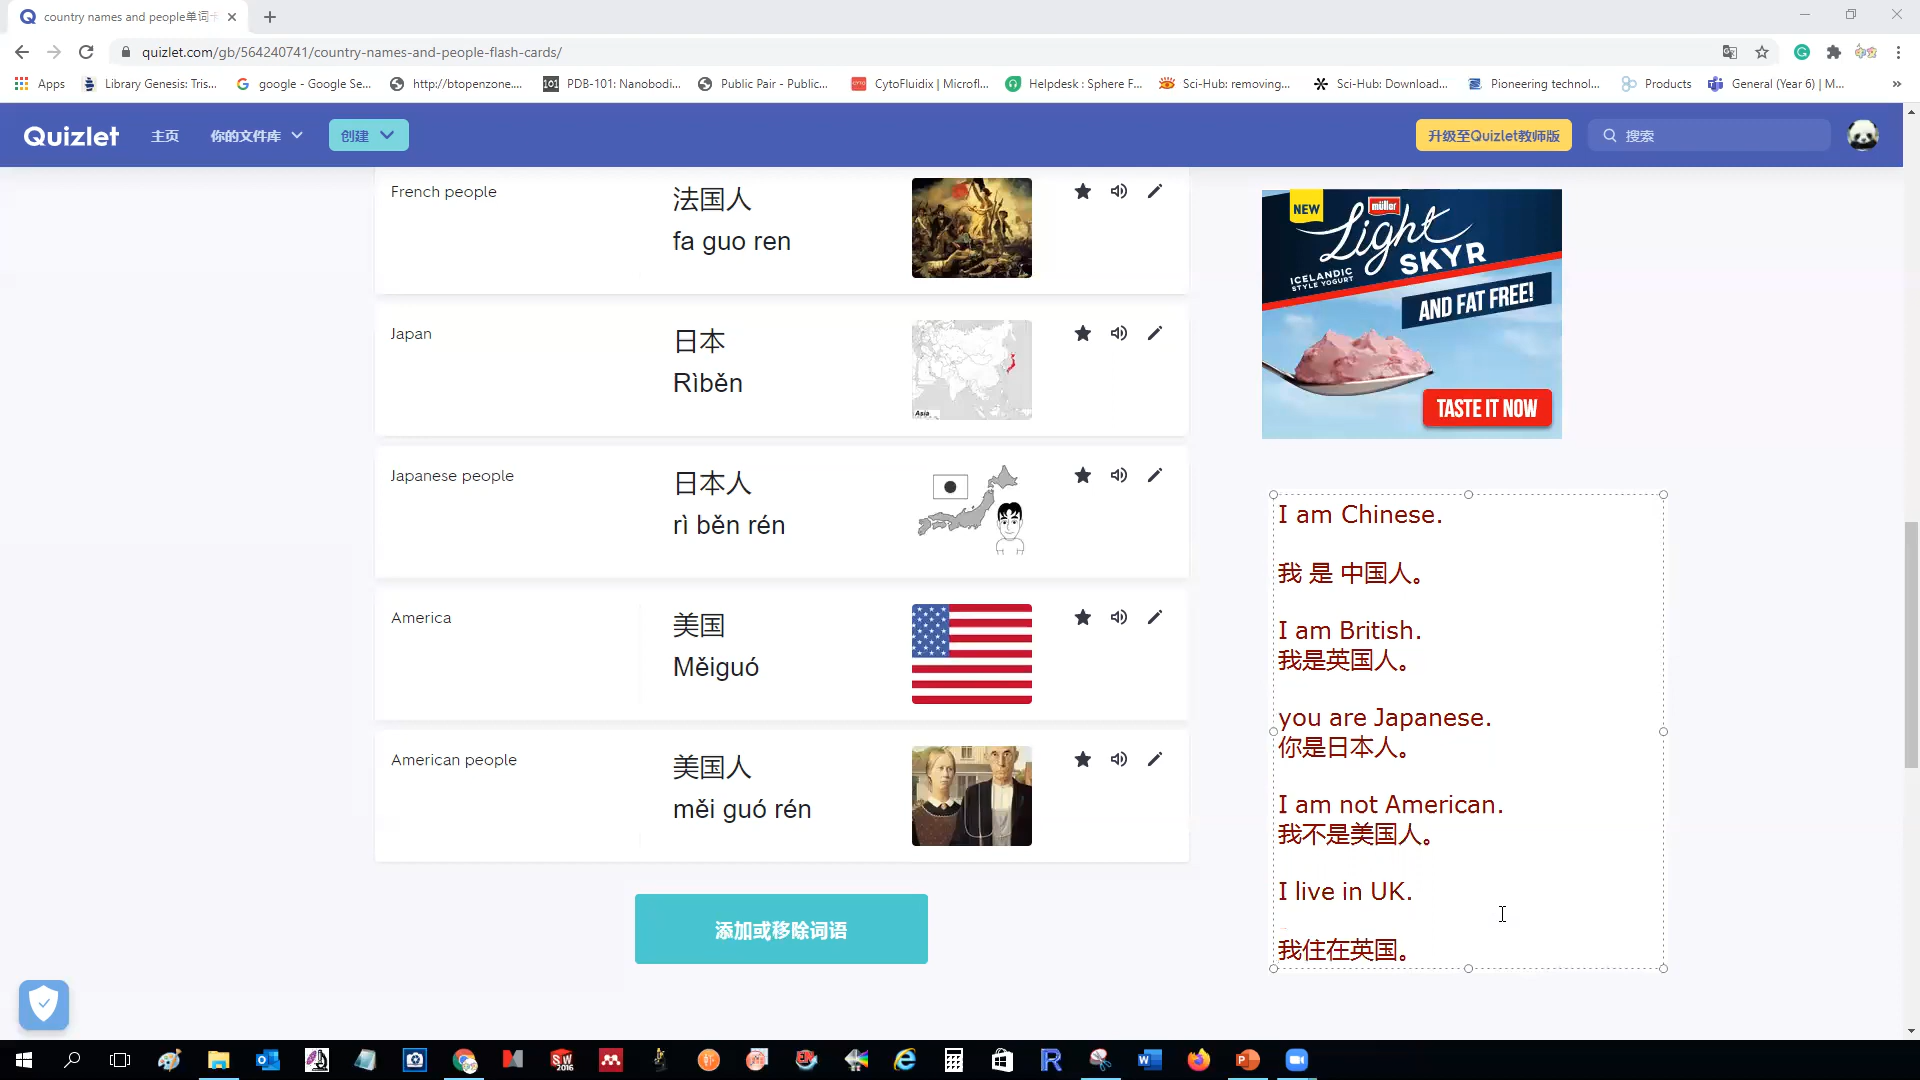 country names and people单词卡
quizlet.com/gb/564240741/country-names-and-people-flash-cards/
Apps
Library Genesis: Tris...
google - Google Se...
http://btopenzone....
PDB-101: Nanobodi...
Public Pair - Public...
CytoFluidix | Microfl...
Helpdesk : Sphere F...
Sci-Hub: removing...
Sci-Hub: Download...
Pioneering technol...
Products
General (Year 6) | M...
Quizlet
主页
你的文件库
创建
升级至Quizlet教师版
搜索
French people
法国人
fa guo ren
Japan
日本
Rìběn
Asia
Japanese people
日本人
rì běn rén
America
美国
Měiguó
American people
美国人
měi guó rén
添加或移除词语
NEW
müller
Light
SKYR
ICELANDIC
STYLE YOGURT
AND FAT FREE!
TASTE IT NOW
I am Chinese.
我 是 中国人。
I am British.
我是英国人。
you are Japanese.
你是日本人。
I am not American.
我不是美国人。
I live in UK.
我住在英国。